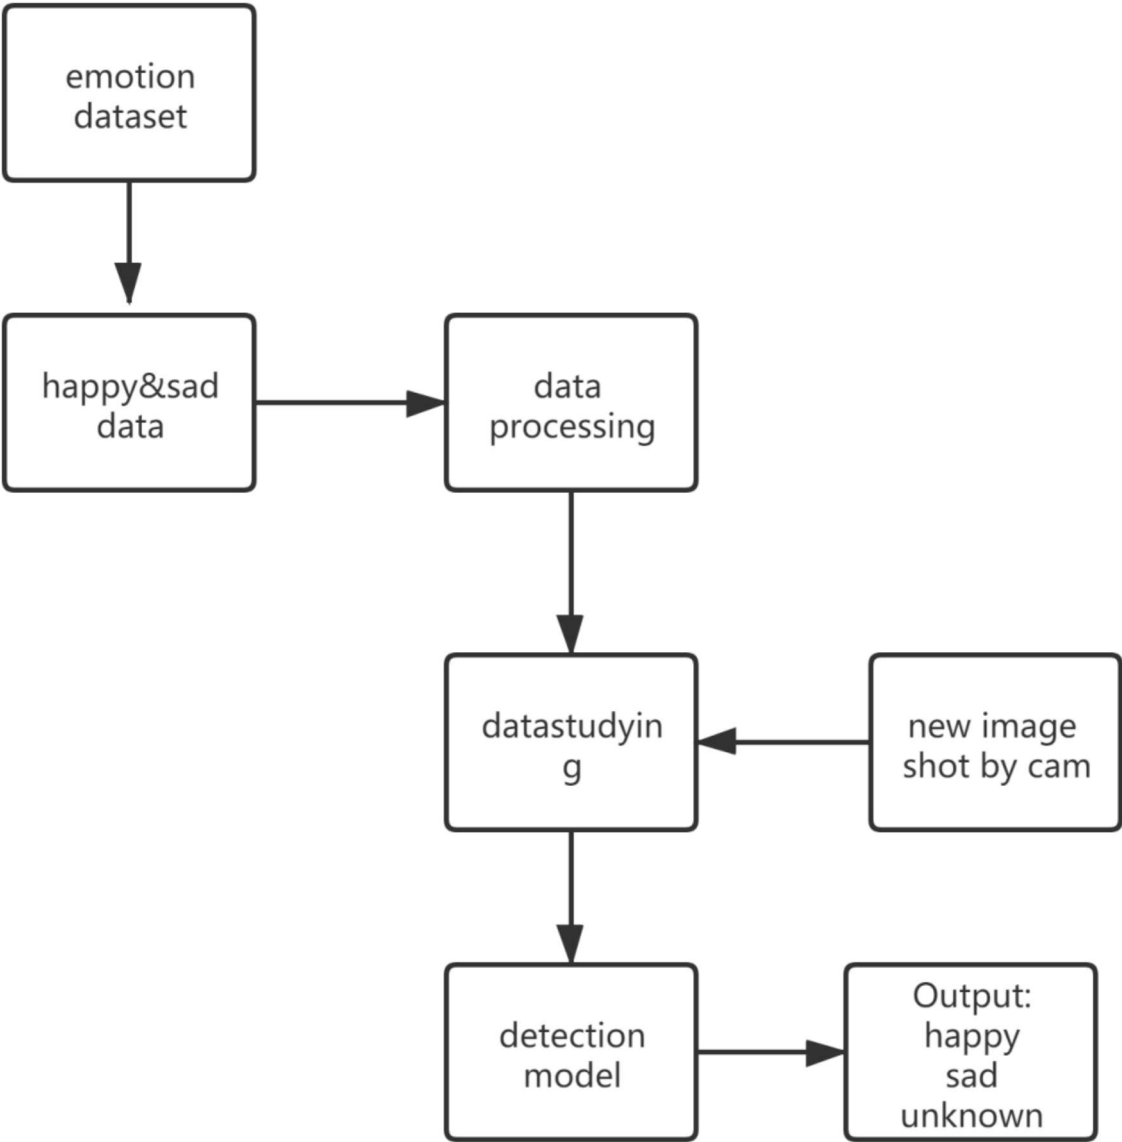 emotion
dataset
happy&sad
data
data
processing
datastudyin
g
new image
shot by cam
detection
model
Output:
happy
sad
unknown